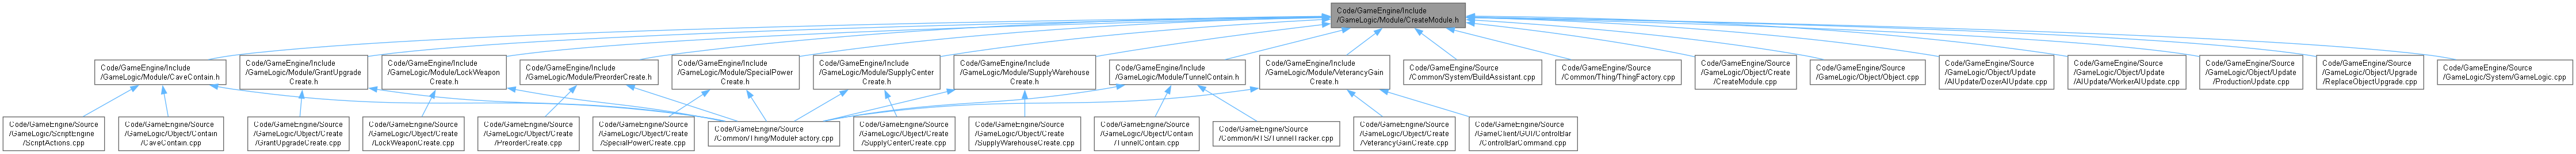 Code/GameEngine/Include
/GameLogic/Module/CreateModule.h
Code/GameEngine/Include
/GameLogic/Module/CaveContain.h
Code/GameEngine/Include
/GameLogic/Module/GrantUpgrade
Create.h
Code/GameEngine/Include
/GameLogic/Module/LockWeapon
Create.h
Code/GameEngine/Include
/GameLogic/Module/PreorderCreate.h
Code/GameEngine/Include
/GameLogic/Module/SpecialPower
Create.h
Code/GameEngine/Include
/GameLogic/Module/SupplyCenter
Create.h
Code/GameEngine/Include
/GameLogic/Module/SupplyWarehouse
Create.h
Code/GameEngine/Include
/GameLogic/Module/TunnelContain.h
Code/GameEngine/Include
/GameLogic/Module/VeterancyGain
Create.h
Code/GameEngine/Source
/Common/System/BuildAssistant.cpp
Code/GameEngine/Source
/Common/Thing/ThingFactory.cpp
Code/GameEngine/Source
/GameLogic/Object/Create
/CreateModule.cpp
Code/GameEngine/Source
/GameLogic/Object/Object.cpp
Code/GameEngine/Source
/GameLogic/Object/Update
/AIUpdate/DozerAIUpdate.cpp
Code/GameEngine/Source
/GameLogic/Object/Update
/AIUpdate/WorkerAIUpdate.cpp
Code/GameEngine/Source
/GameLogic/Object/Update
/ProductionUpdate.cpp
Code/GameEngine/Source
/GameLogic/Object/Upgrade
/ReplaceObjectUpgrade.cpp
Code/GameEngine/Source
/GameLogic/System/GameLogic.cpp
Code/GameEngine/Source
/GameLogic/ScriptEngine
/ScriptActions.cpp
Code/GameEngine/Source
/GameLogic/Object/Contain
/CaveContain.cpp
Code/GameEngine/Source
/GameLogic/Object/Create
/GrantUpgradeCreate.cpp
Code/GameEngine/Source
/GameLogic/Object/Create
/LockWeaponCreate.cpp
Code/GameEngine/Source
/GameLogic/Object/Create
/PreorderCreate.cpp
Code/GameEngine/Source
/GameLogic/Object/Create
/SpecialPowerCreate.cpp
Code/GameEngine/Source
/Common/Thing/ModuleFactory.cpp
Code/GameEngine/Source
/GameLogic/Object/Create
/SupplyCenterCreate.cpp
Code/GameEngine/Source
/GameLogic/Object/Create
/SupplyWarehouseCreate.cpp
Code/GameEngine/Source
/GameLogic/Object/Contain
/TunnelContain.cpp
Code/GameEngine/Source
/Common/RTS/TunnelTracker.cpp
Code/GameEngine/Source
/GameLogic/Object/Create
/VeterancyGainCreate.cpp
Code/GameEngine/Source
/GameClient/GUI/ControlBar
/ControlBarCommand.cpp